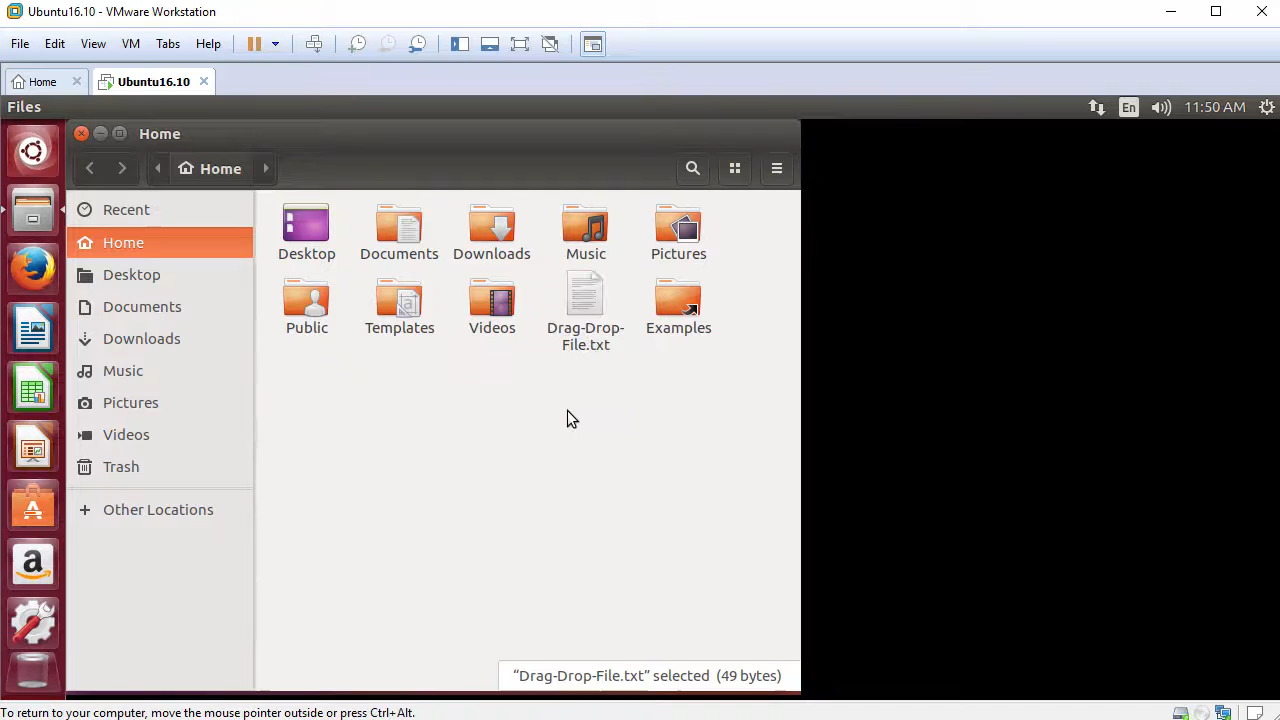 Ubuntu16.10 - VMware Workstation
File Edit View VM Tabs Help
Home Ubuntu16.10
Files En 11:50 AM
Home
Home
Recent
Home
Desktop
Documents
Downloads
Music
Pictures
Videos
Trash
Other Locations
Desktop Documents Downloads Music Pictures
Public Templates Videos Drag-Drop-File.txt Examples
"Drag-Drop-File.txt" selected (49 bytes)
To return to your computer, move the mouse pointer outside or press Ctrl+Alt.